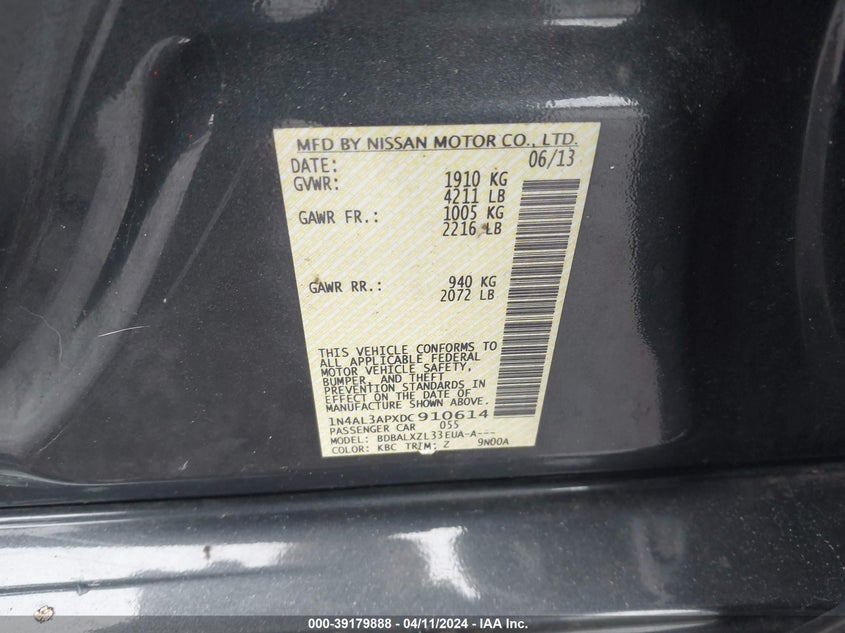 MFD BY NISSAN MOTOR CO., LTD.
DATE: 06/13
GVWR: 1910 KG
4211 LB
GAWR FR.: 1005 KG
2216 LB
GAWR RR.: 940 KG
2072 LB
THIS VEHICLE CONFORMS TO
ALL APPLICABLE FEDERAL
MOTOR VEHICLE SAFETY,
BUMPER, AND THEFT
PREVENTION STANDARDS IN
EFFECT ON THE DATE OF
MANUFACTURE SHOWN ABOVE.
1N4AL3APXDC910614
PASSENGER CAR 055
MODEL: BDBALXZL33EUA-A---
COLOR: KBC TRIM: Z 9N00A
000-39179888 - 04/11/2024 - IAA Inc.